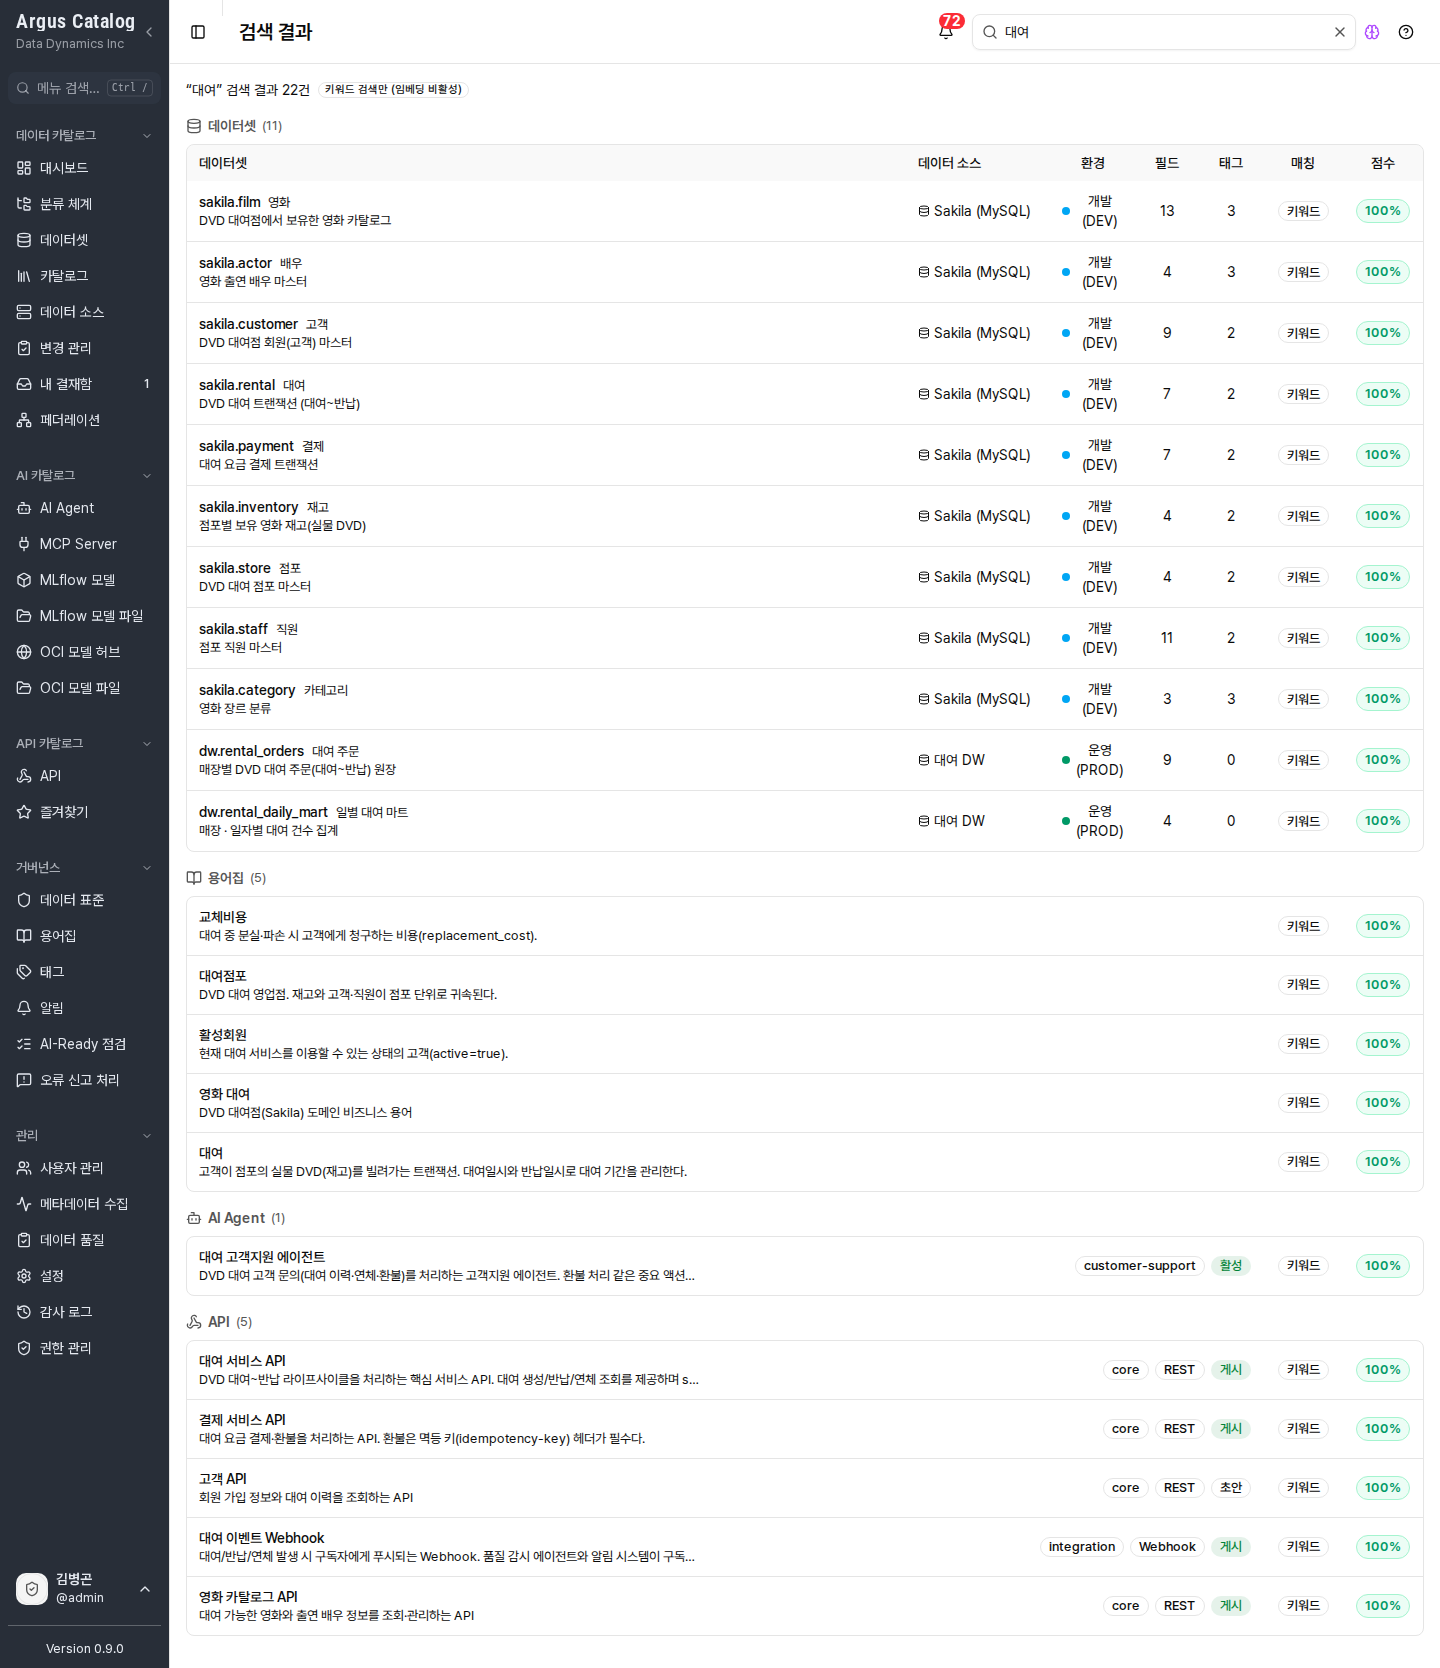 Argus Catalog
Data Dynamics Inc
메뉴 검색... Ctrl /
데이터 카탈로그
대시보드
분류 체계
데이터셋
카탈로그
데이터 소스
변경 관리
내 결재함 1
페더레이션
AI 카탈로그
AI Agent
MCP Server
MLflow 모델
MLflow 모델 파일
OCI 모델 허브
OCI 모델 파일
API 카탈로그
API
즐겨찾기
거버넌스
데이터 표준
용어집
태그
알림
AI-Ready 점검
오류 신고 처리
관리
사용자 관리
메타데이터 수집
데이터 품질
설정
감사 로그
권한 관리
김병곤
@admin
Version 0.9.0
검색 결과
72
대여
“대여” 검색 결과 22건 키워드 검색만 (임베딩 비활성)
데이터셋 (11)
데이터셋 데이터 소스 환경 필드 태그 매칭 점수
sakila.film 영화
DVD 대여점에서 보유한 영화 카탈로그
Sakila (MySQL) 개발 (DEV) 13 3 키워드 100%
sakila.actor 배우
영화 출연 배우 마스터
Sakila (MySQL) 개발 (DEV) 4 3 키워드 100%
sakila.customer 고객
DVD 대여점 회원(고객) 마스터
Sakila (MySQL) 개발 (DEV) 9 2 키워드 100%
sakila.rental 대여
DVD 대여 트랜잭션 (대여~반납)
Sakila (MySQL) 개발 (DEV) 7 2 키워드 100%
sakila.payment 결제
대여 요금 결제 트랜잭션
Sakila (MySQL) 개발 (DEV) 7 2 키워드 100%
sakila.inventory 재고
점포별 보유 영화 재고(실물 DVD)
Sakila (MySQL) 개발 (DEV) 4 2 키워드 100%
sakila.store 점포
DVD 대여 점포 마스터
Sakila (MySQL) 개발 (DEV) 4 2 키워드 100%
sakila.staff 직원
점포 직원 마스터
Sakila (MySQL) 개발 (DEV) 11 2 키워드 100%
sakila.category 카테고리
영화 장르 분류
Sakila (MySQL) 개발 (DEV) 3 3 키워드 100%
dw.rental_orders 대여 주문
매장별 DVD 대여 주문(대여~반납) 원장
대여 DW 운영 (PROD) 9 0 키워드 100%
dw.rental_daily_mart 일별 대여 마트
매장 · 일자별 대여 건수 집계
대여 DW 운영 (PROD) 4 0 키워드 100%
용어집 (5)
교체비용
대여 중 분실·파손 시 고객에게 청구하는 비용(replacement_cost).
키워드 100%
대여점포
DVD 대여 영업점. 재고와 고객·직원이 점포 단위로 귀속된다.
키워드 100%
활성회원
현재 대여 서비스를 이용할 수 있는 상태의 고객(active=true).
키워드 100%
영화 대여
DVD 대여점(Sakila) 도메인 비즈니스 용어
키워드 100%
대여
고객이 점포의 실물 DVD(재고)를 빌려가는 트랜잭션. 대여일시와 반납일시로 대여 기간을 관리한다.
키워드 100%
AI Agent (1)
대여 고객지원 에이전트
DVD 대여 고객 문의(대여 이력·연체·환불)를 처리하는 고객지원 에이전트. 환불 처리 같은 중요 액션...
customer-support 활성 키워드 100%
API (5)
대여 서비스 API
DVD 대여~반납 라이프사이클을 처리하는 핵심 서비스 API. 대여 생성/반납/연체 조회를 제공하며 s...
core REST 게시 키워드 100%
결제 서비스 API
대여 요금 결제·환불을 처리하는 API. 환불은 멱등 키(idempotency-key) 헤더가 필수다.
core REST 게시 키워드 100%
고객 API
회원 가입 정보와 대여 이력을 조회하는 API
core REST 초안 키워드 100%
대여 이벤트 Webhook
대여/반납/연체 발생 시 구독자에게 푸시되는 Webhook. 품질 감시 에이전트와 알림 시스템이 구독...
integration Webhook 게시 키워드 100%
영화 카탈로그 API
대여 가능한 영화와 출연 배우 정보를 조회·관리하는 API
core REST 게시 키워드 100%